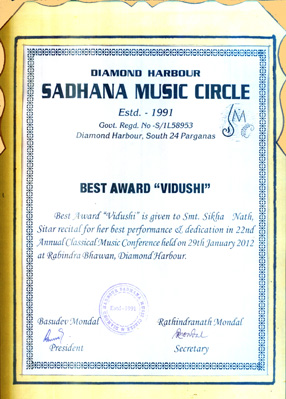 DIAMOND HARBOUR
SADHANA MUSIC CIRCLE
Estd. - 1991
Govt. Regd. No -S/1L58953
Diamond Harbour, South 24 Parganas
SMC
BEST AWARD "VIDUSHI"
Best Award "Vidushi" is given to Smt. Sikha Nath,
Sitar recital for her best performance & dedication in 22nd
Annual Classical Music Conference held on 29th January 2012
at Rabindra Bhawan, Diamond Harbour.
Basudev Mondal Rathindranath Mondal
President Secretary